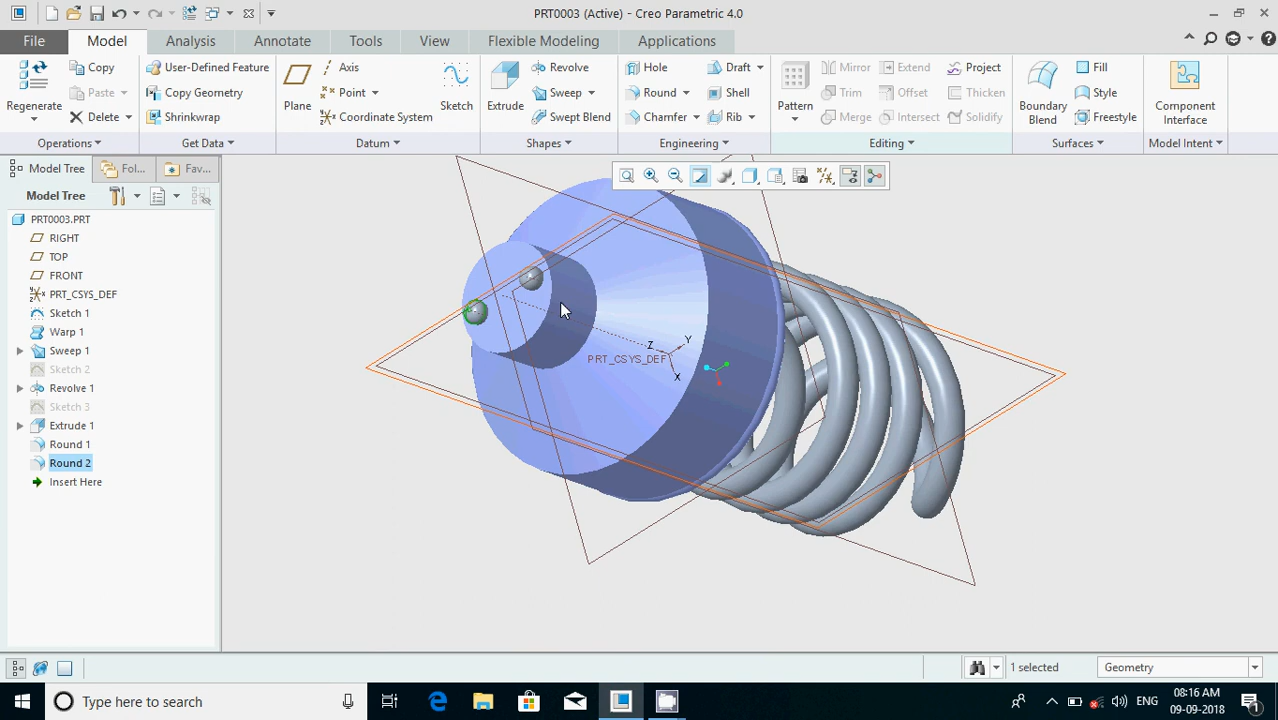 PRT0003 (Active) - Creo Parametric 4.0
File Model Analysis Annotate Tools View Flexible Modeling Applications
Regenerate
Copy
Paste
Delete
Operations
User-Defined Feature
Copy Geometry
Shrinkwrap
Get Data
Plane
Axis
Point
Coordinate System
Sketch
Datum
Extrude
Revolve
Sweep
Swept Blend
Shapes
Hole
Round
Chamfer
Draft
Shell
Rib
Engineering
Pattern
Mirror
Trim
Merge
Extend
Offset
Intersect
Project
Thicken
Solidify
Editing
Boundary
Blend
Fill
Style
Freestyle
Surfaces
Component
Interface
Model Intent
Model Tree Fol... Fav...
Model Tree
PRT0003.PRT
RIGHT
TOP
FRONT
PRT_CSYS_DEF
Sketch 1
Warp 1
Sweep 1
Sketch 2
Revolve 1
Sketch 3
Extrude 1
Round 1
Round 2
Insert Here
Z
Y
PRT_CSYS_DEF
X
1 selected
Geometry
Type here to search
ENG
08:16 AM
09-09-2018
1